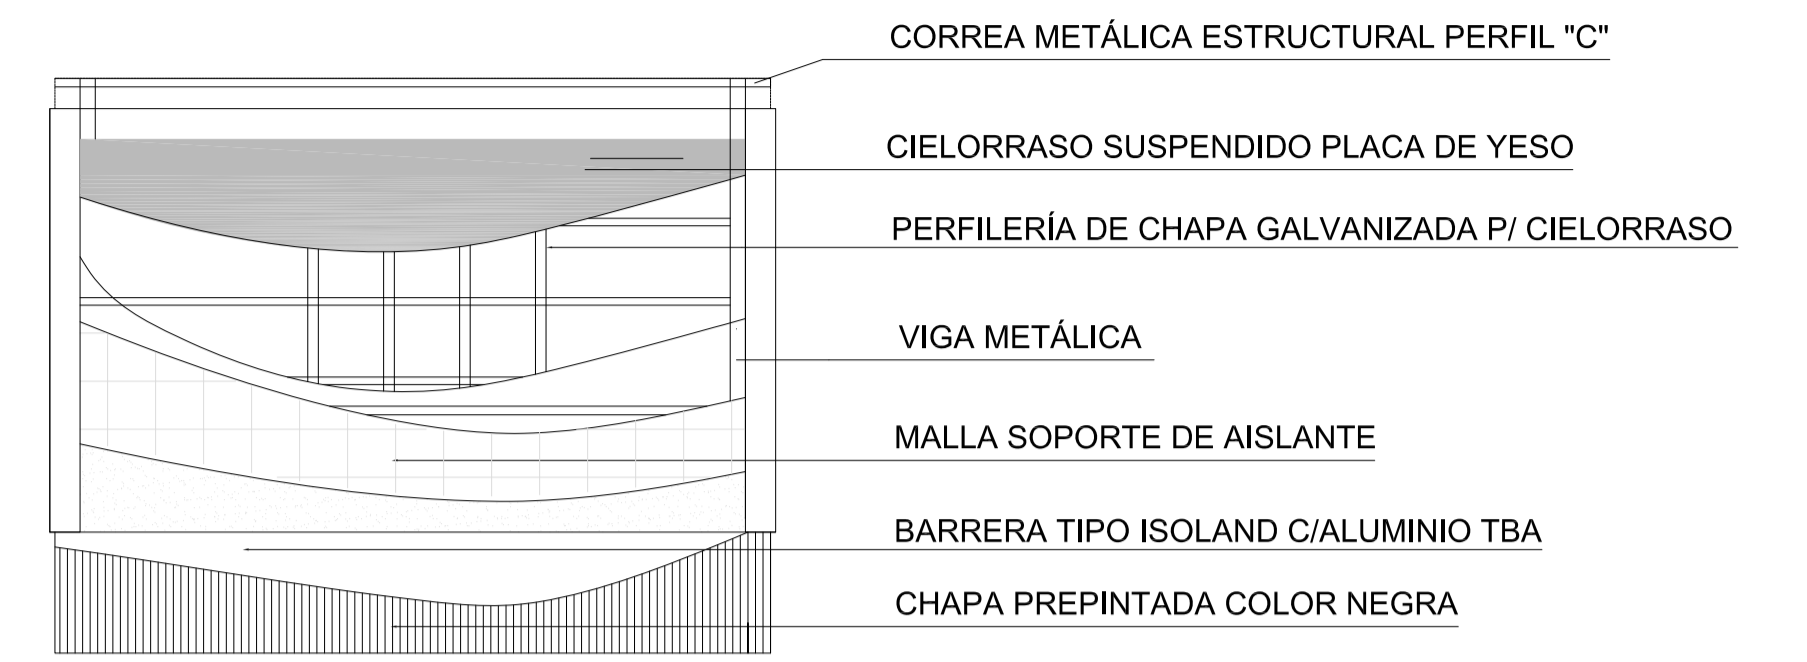 CORREA METÁLICA ESTRUCTURAL PERFIL "C"
CIELORRASO SUSPENDIDO PLACA DE YESO
PERFILERÍA DE CHAPA GALVANIZADA P/ CIELORRASO
VIGA METÁLICA
MALLA SOPORTE DE AISLANTE
BARRERA TIPO ISOLAND C/ALUMINIO TBA
CHAPA PREPINTADA COLOR NEGRA